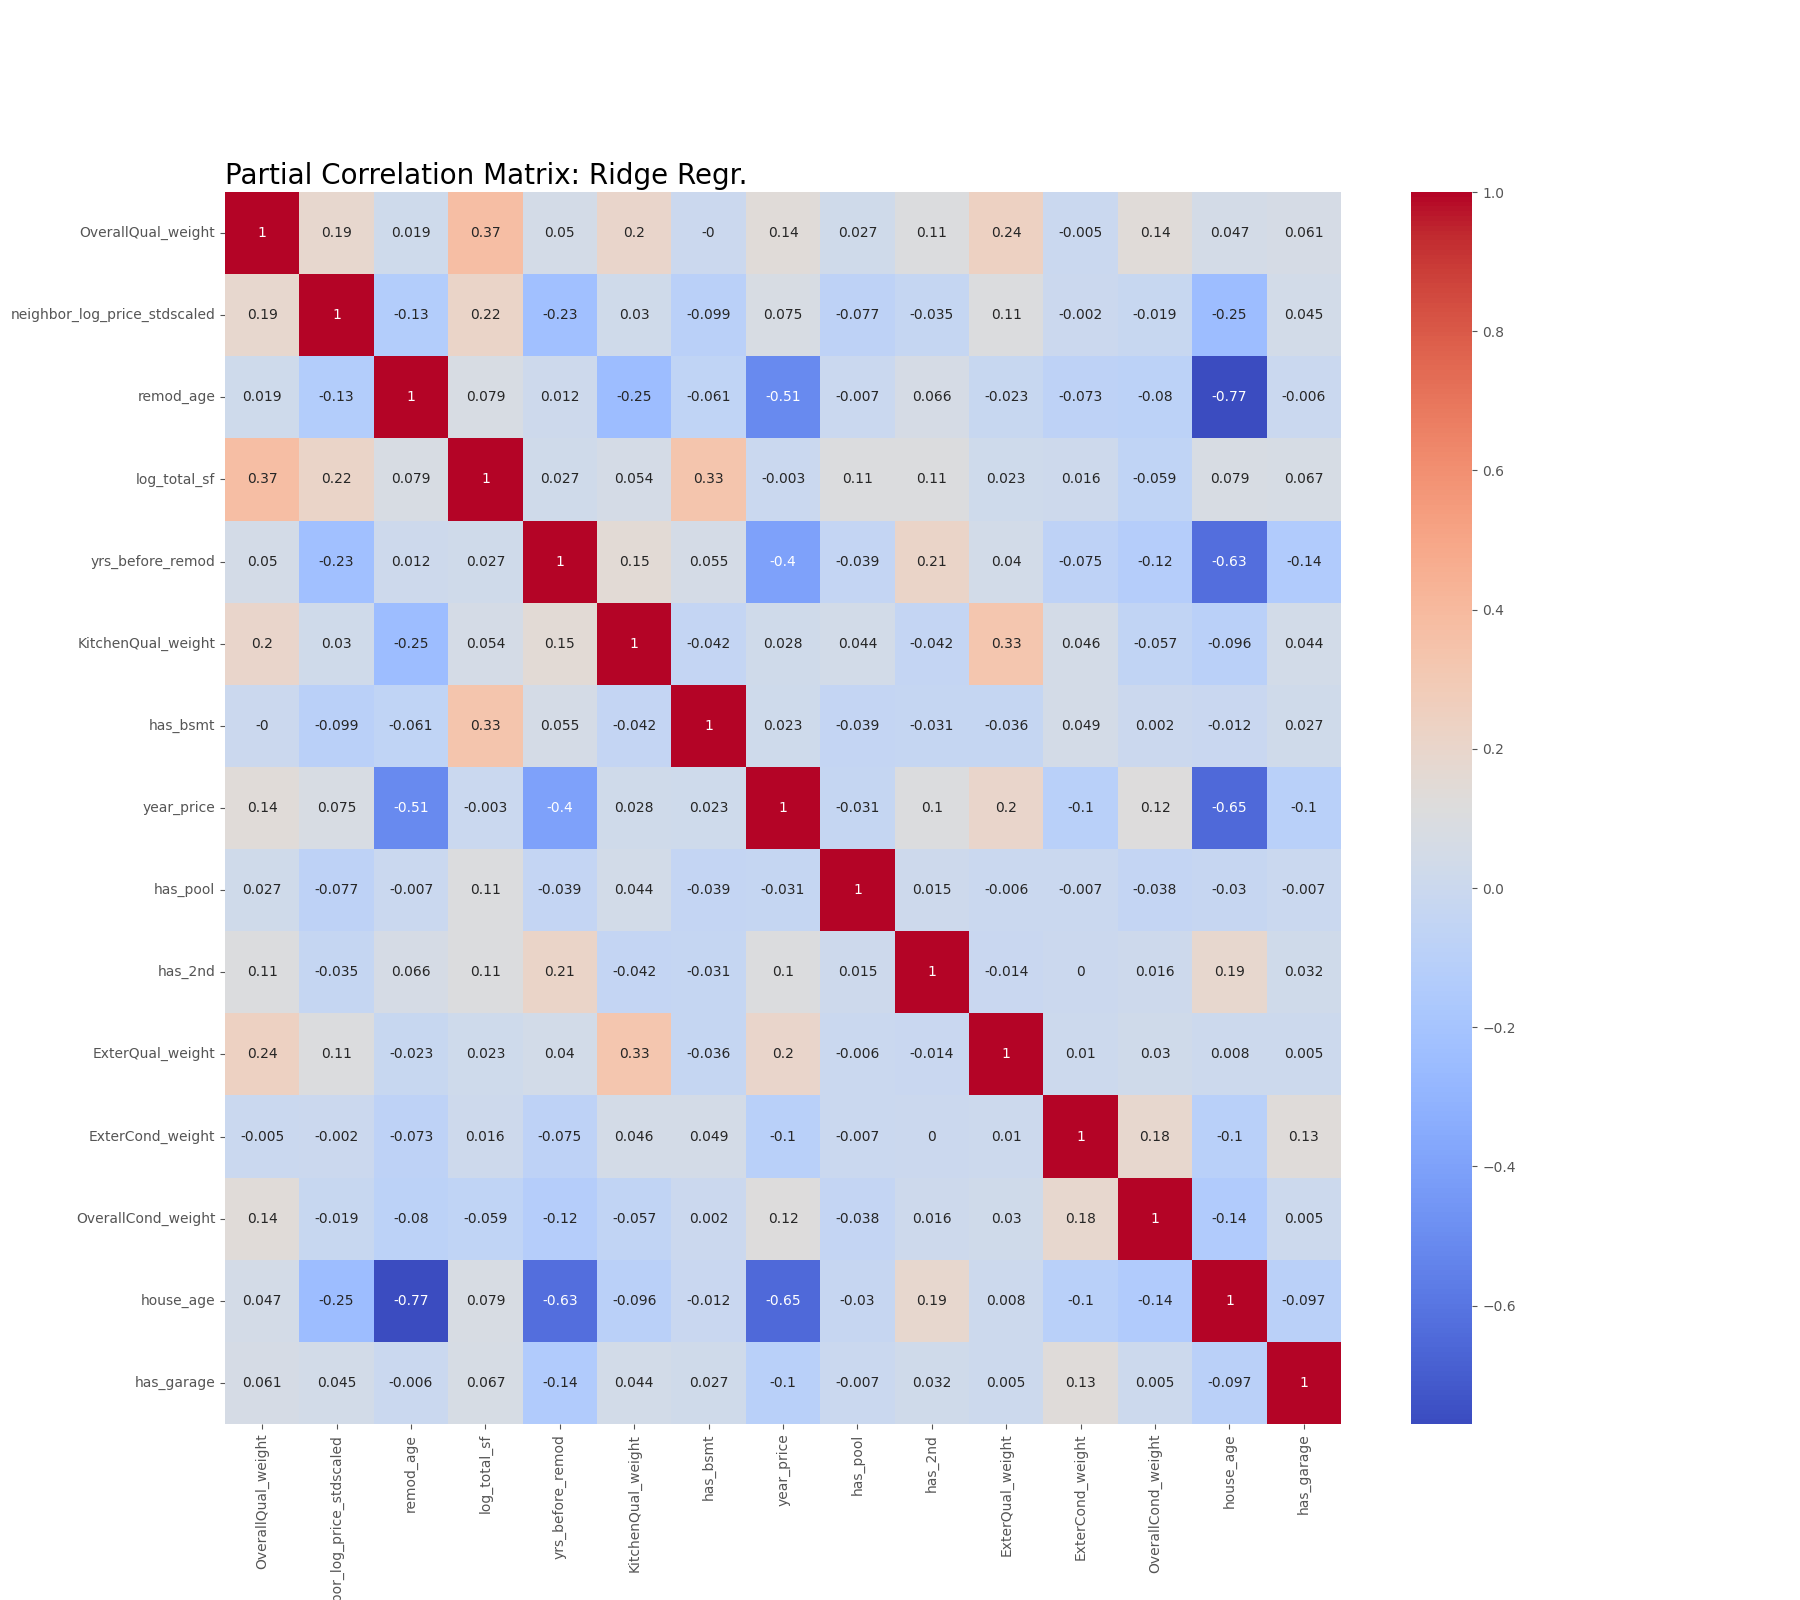 Partial Correlation Matrix: Ridge Regr.
1.0
OverallQual_weight 1 0.19 0.019 0.37 0.05 0.2 -0 0.14 0.027 0.11 0.24 -0.005 0.14 0.047 0.061
neighbor_log_price_stdscaled 0.19 1 -0.13 0.22 -0.23 0.03 -0.099 0.075 -0.077 -0.035 0.11 -0.002 -0.019 -0.25 0.045
0.8
remod_age 0.019 -0.13 1 0.079 0.012 -0.25 -0.061 -0.51 -0.007 0.066 -0.023 -0.073 -0.08 -0.77 -0.006
0.6
log_total_sf 0.37 0.22 0.079 1 0.027 0.054 0.33 -0.003 0.11 0.11 0.023 0.016 -0.059 0.079 0.067
yrs_before_remod 0.05 -0.23 0.012 0.027 1 0.15 0.055 -0.4 -0.039 0.21 0.04 -0.075 -0.12 -0.63 -0.14
0.4
KitchenQual_weight 0.2 0.03 -0.25 0.054 0.15 1 -0.042 0.028 0.044 -0.042 0.33 0.046 -0.057 -0.096 0.044
has_bsmt -0 -0.099 -0.061 0.33 0.055 -0.042 1 0.023 -0.039 -0.031 -0.036 0.049 0.002 -0.012 0.027
0.2
year_price 0.14 0.075 -0.51 -0.003 -0.4 0.028 0.023 1 -0.031 0.1 0.2 -0.1 0.12 -0.65 -0.1
has_pool 0.027 -0.077 -0.007 0.11 -0.039 0.044 -0.039 -0.031 1 0.015 -0.006 -0.007 -0.038 -0.03 -0.007
0.0
has_2nd 0.11 -0.035 0.066 0.11 0.21 -0.042 -0.031 0.1 0.015 1 -0.014 0 0.016 0.19 0.032
−0.2
ExterQual_weight 0.24 0.11 -0.023 0.023 0.04 0.33 -0.036 0.2 -0.006 -0.014 1 0.01 0.03 0.008 0.005
ExterCond_weight -0.005 -0.002 -0.073 0.016 -0.075 0.046 0.049 -0.1 -0.007 0 0.01 1 0.18 -0.1 0.13
−0.4
OverallCond_weight 0.14 -0.019 -0.08 -0.059 -0.12 -0.057 0.002 0.12 -0.038 0.016 0.03 0.18 1 -0.14 0.005
house_age 0.047 -0.25 -0.77 0.079 -0.63 -0.096 -0.012 -0.65 -0.03 0.19 0.008 -0.1 -0.14 1 -0.097
−0.6
has_garage 0.061 0.045 -0.006 0.067 -0.14 0.044 0.027 -0.1 -0.007 0.032 0.005 0.13 0.005 -0.097 1
OverallQual_weight
bor_log_price_stdscaled
remod_age
log_total_sf
yrs_before_remod
KitchenQual_weight
has_bsmt
year_price
has_pool
has_2nd
ExterQual_weight
ExterCond_weight
OverallCond_weight
house_age
has_garage